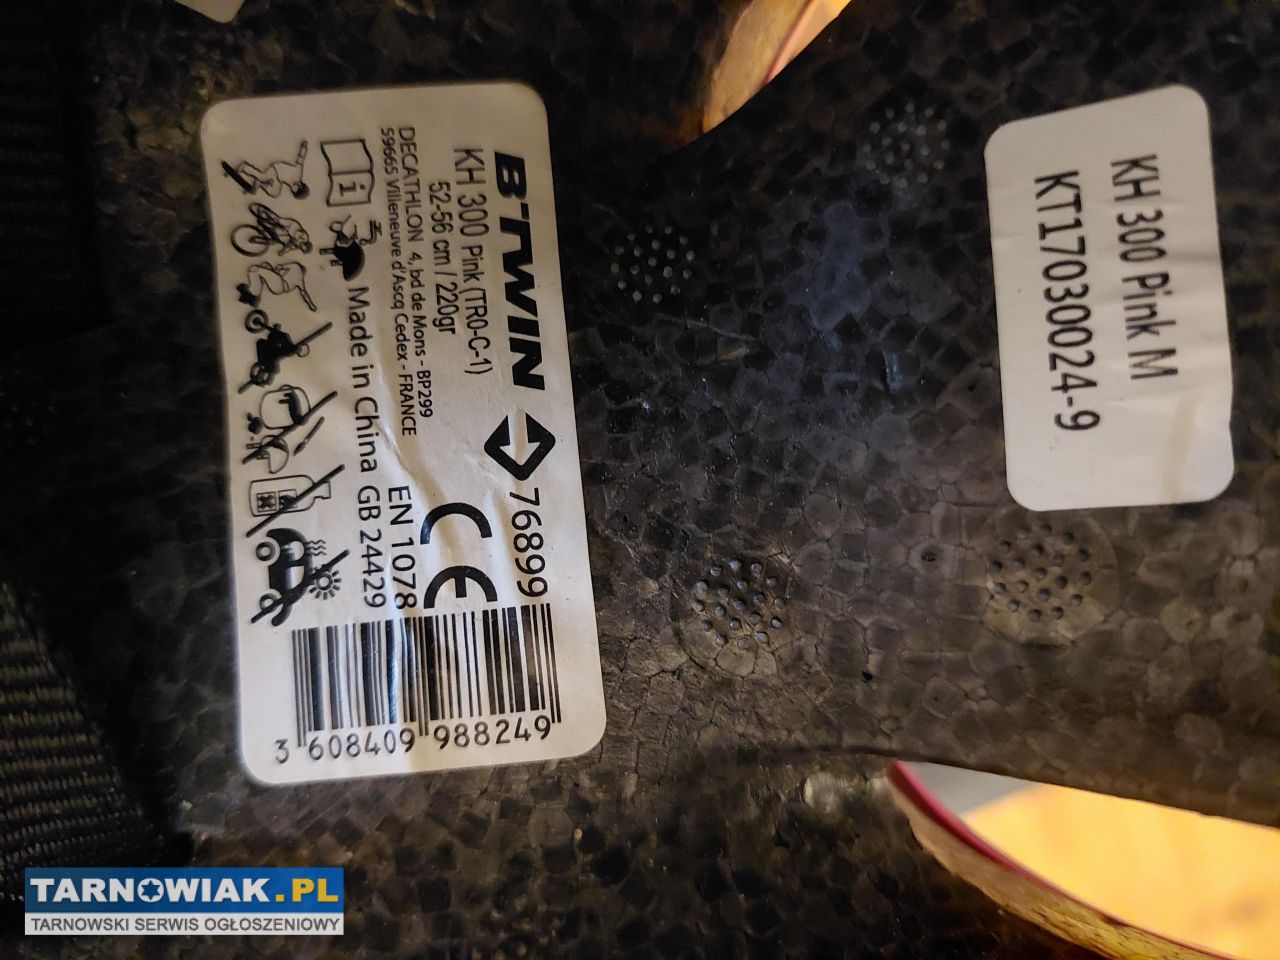 B'TWIN
76899
KH 300 Pink (TR0-C-1)
52-56 cm / 220gr
DECATHLON 4, bd de Mons - BP299
59665 Villeneuve d'Ascq Cedex - FRANCE
CE
EN 1078
Made in China GB 24429
3 608409 988249
KH 300 Pink M
KT170300024-9
TARNOWIAK.PL
TARNOWSKI SERWIS OGŁOSZENIOWY